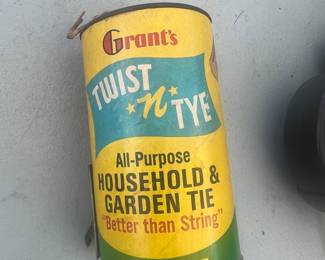 Grant's
TWIST
"n"
TYE
All-Purpose
HOUSEHOLD &
GARDEN TIE
"Better than String"